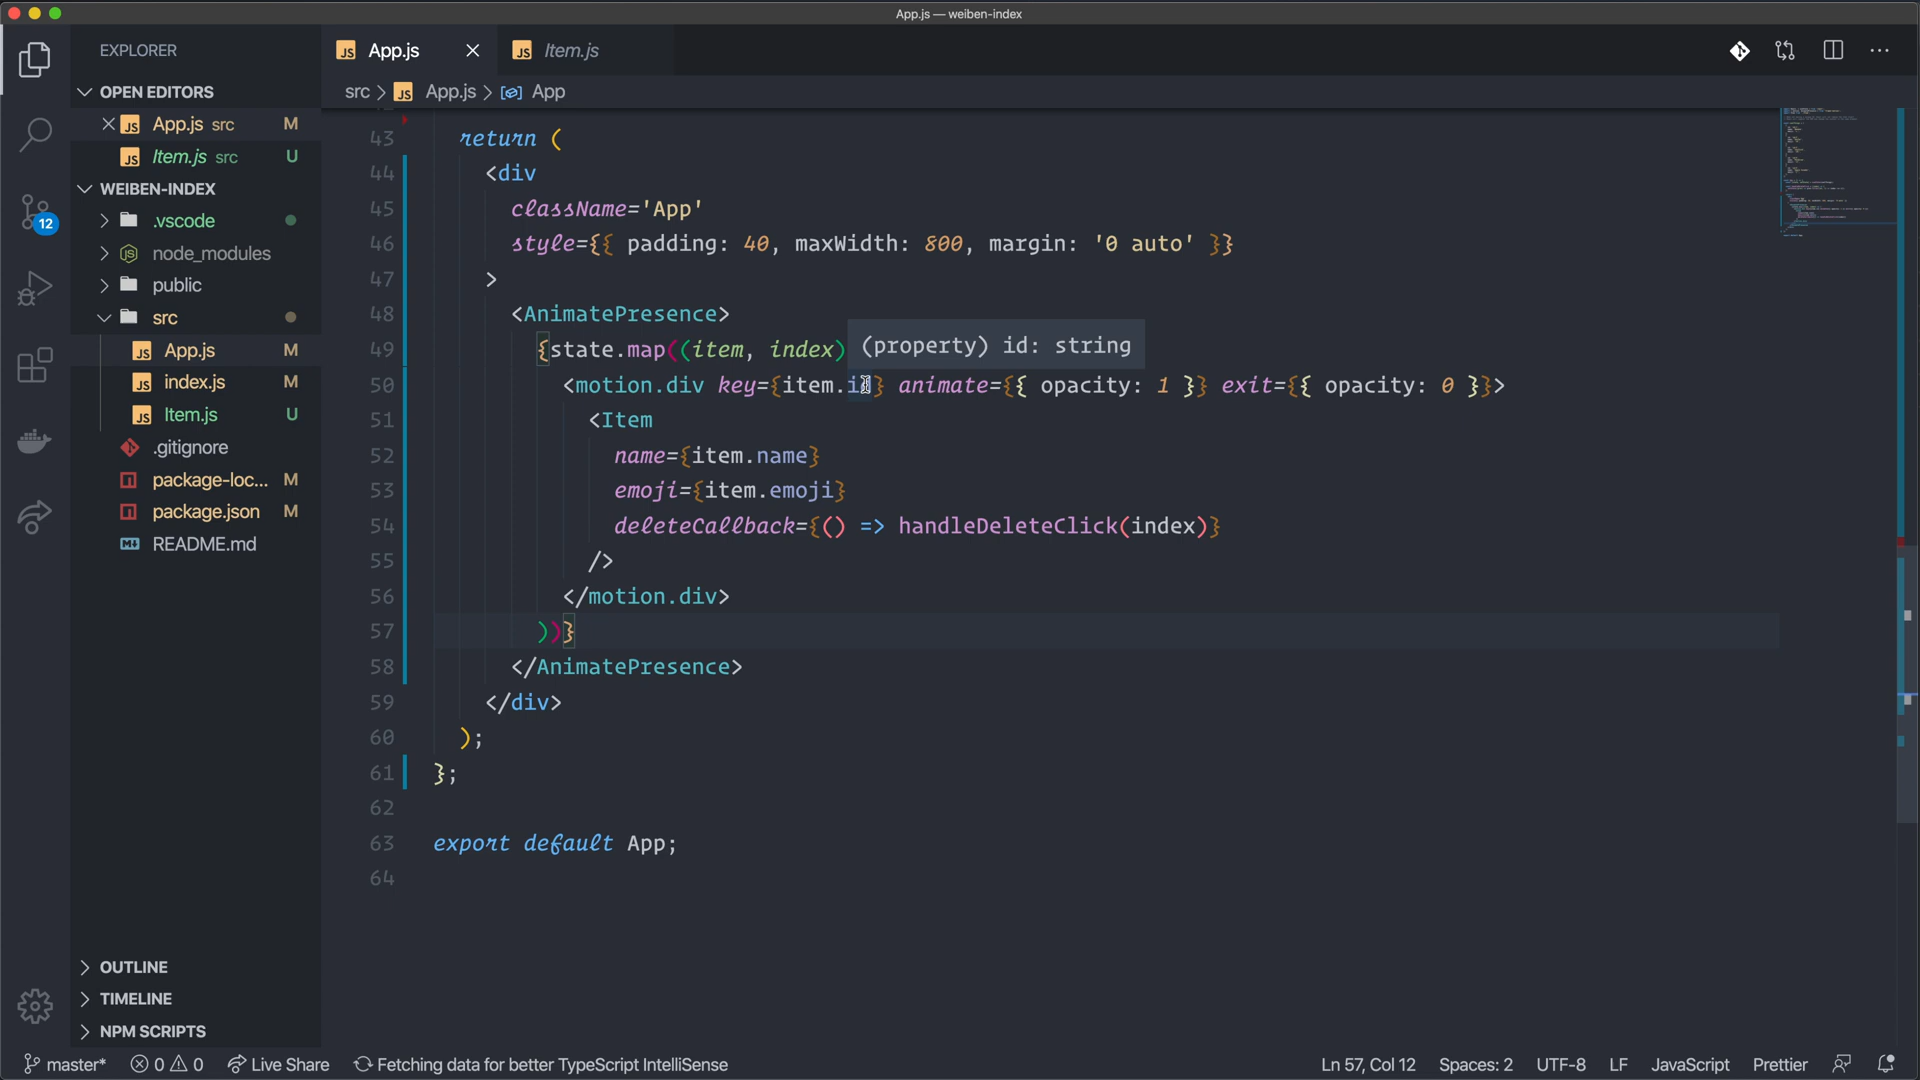 App.js — weiben-index
EXPLORER
App.js
Item.js
OPEN EDITORS
App.js src M
Item.js src U
WEIBEN-INDEX
12
.vscode
node_modules
public
src
App.js M
index.js M
Item.js U
.gitignore
package-loc... M
package.json M
README.md
OUTLINE
TIMELINE
NPM SCRIPTS
src > App.js > App
43 return (
44 <div
45 className='App'
46 style={{ padding: 40, maxWidth: 800, margin: '0 auto' }}
47 >
48 <AnimatePresence>
49 {state.map((item, index)
(property) id: string
50 <motion.div key={item.id} animate={{ opacity: 1 }} exit={{ opacity: 0 }}>
51 <Item
52 name={item.name}
53 emoji={item.emoji}
54 deleteCallback={() => handleDeleteClick(index)}
55 />
56 </motion.div>
57 ))}
58 </AnimatePresence>
59 </div>
60 );
61 };
62
63 export default App;
64
master* 0 0 Live Share Fetching data for better TypeScript IntelliSense Ln 57, Col 12 Spaces: 2 UTF-8 LF JavaScript Prettier